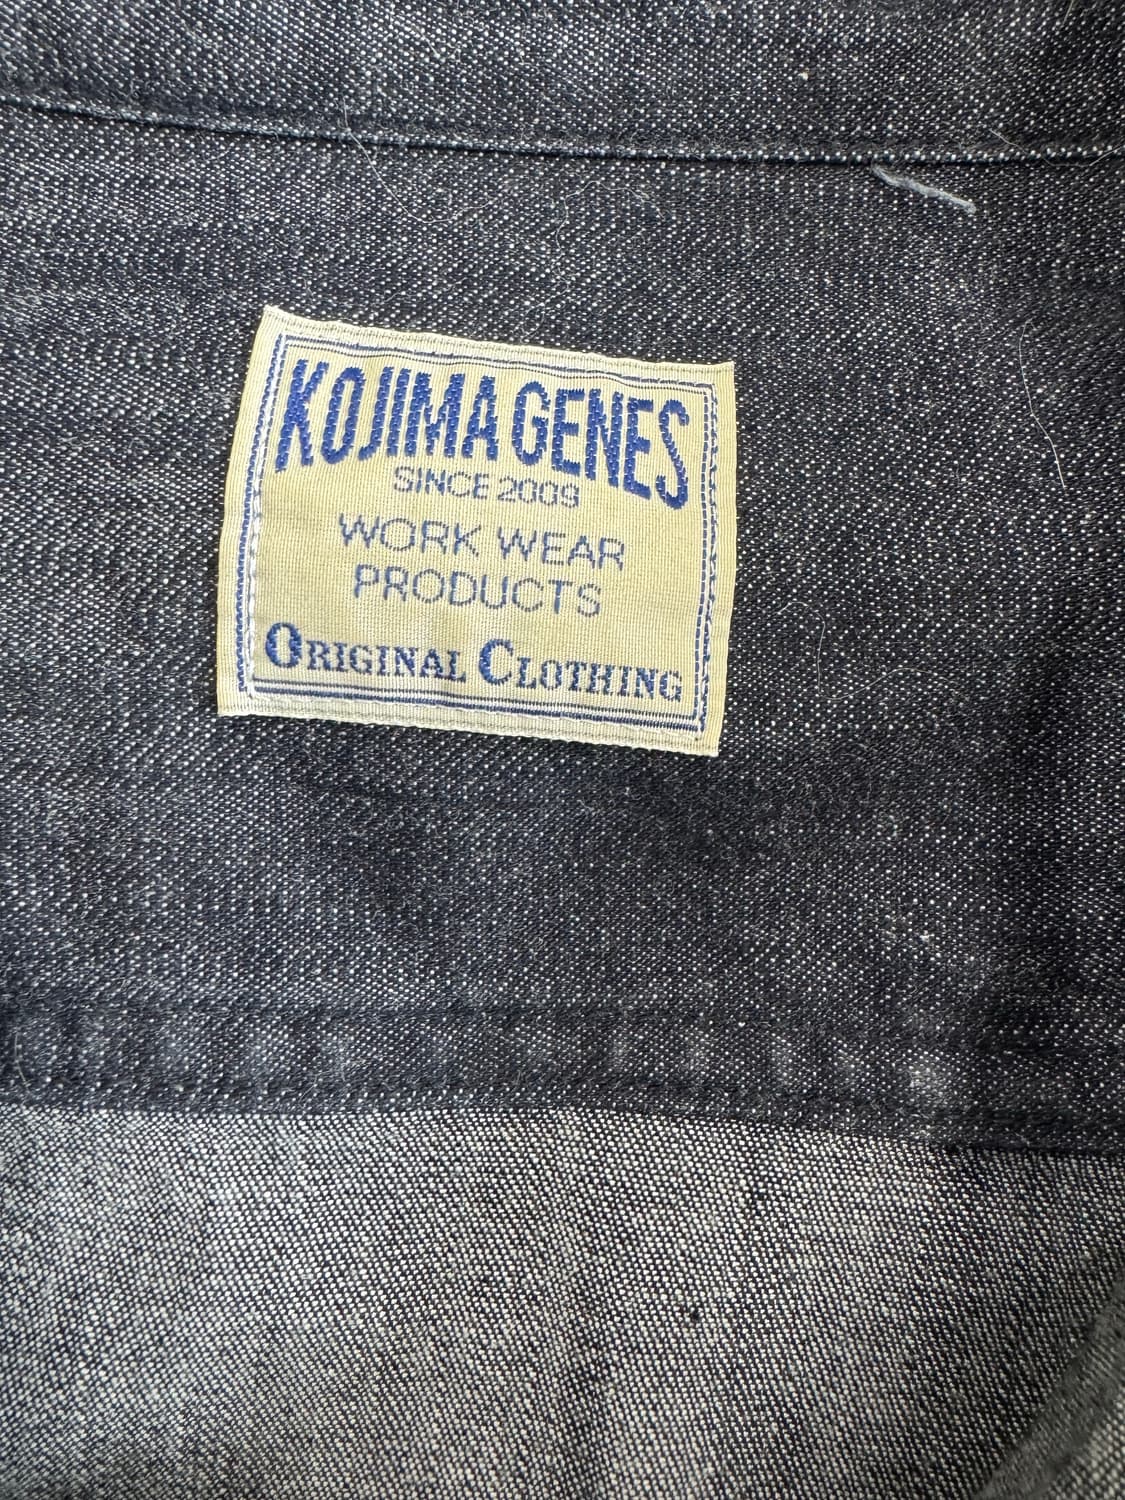 KOJIMA GENES
SINCE 2009
WORK WEAR
PRODUCTS
ORIGINAL CLOTHING